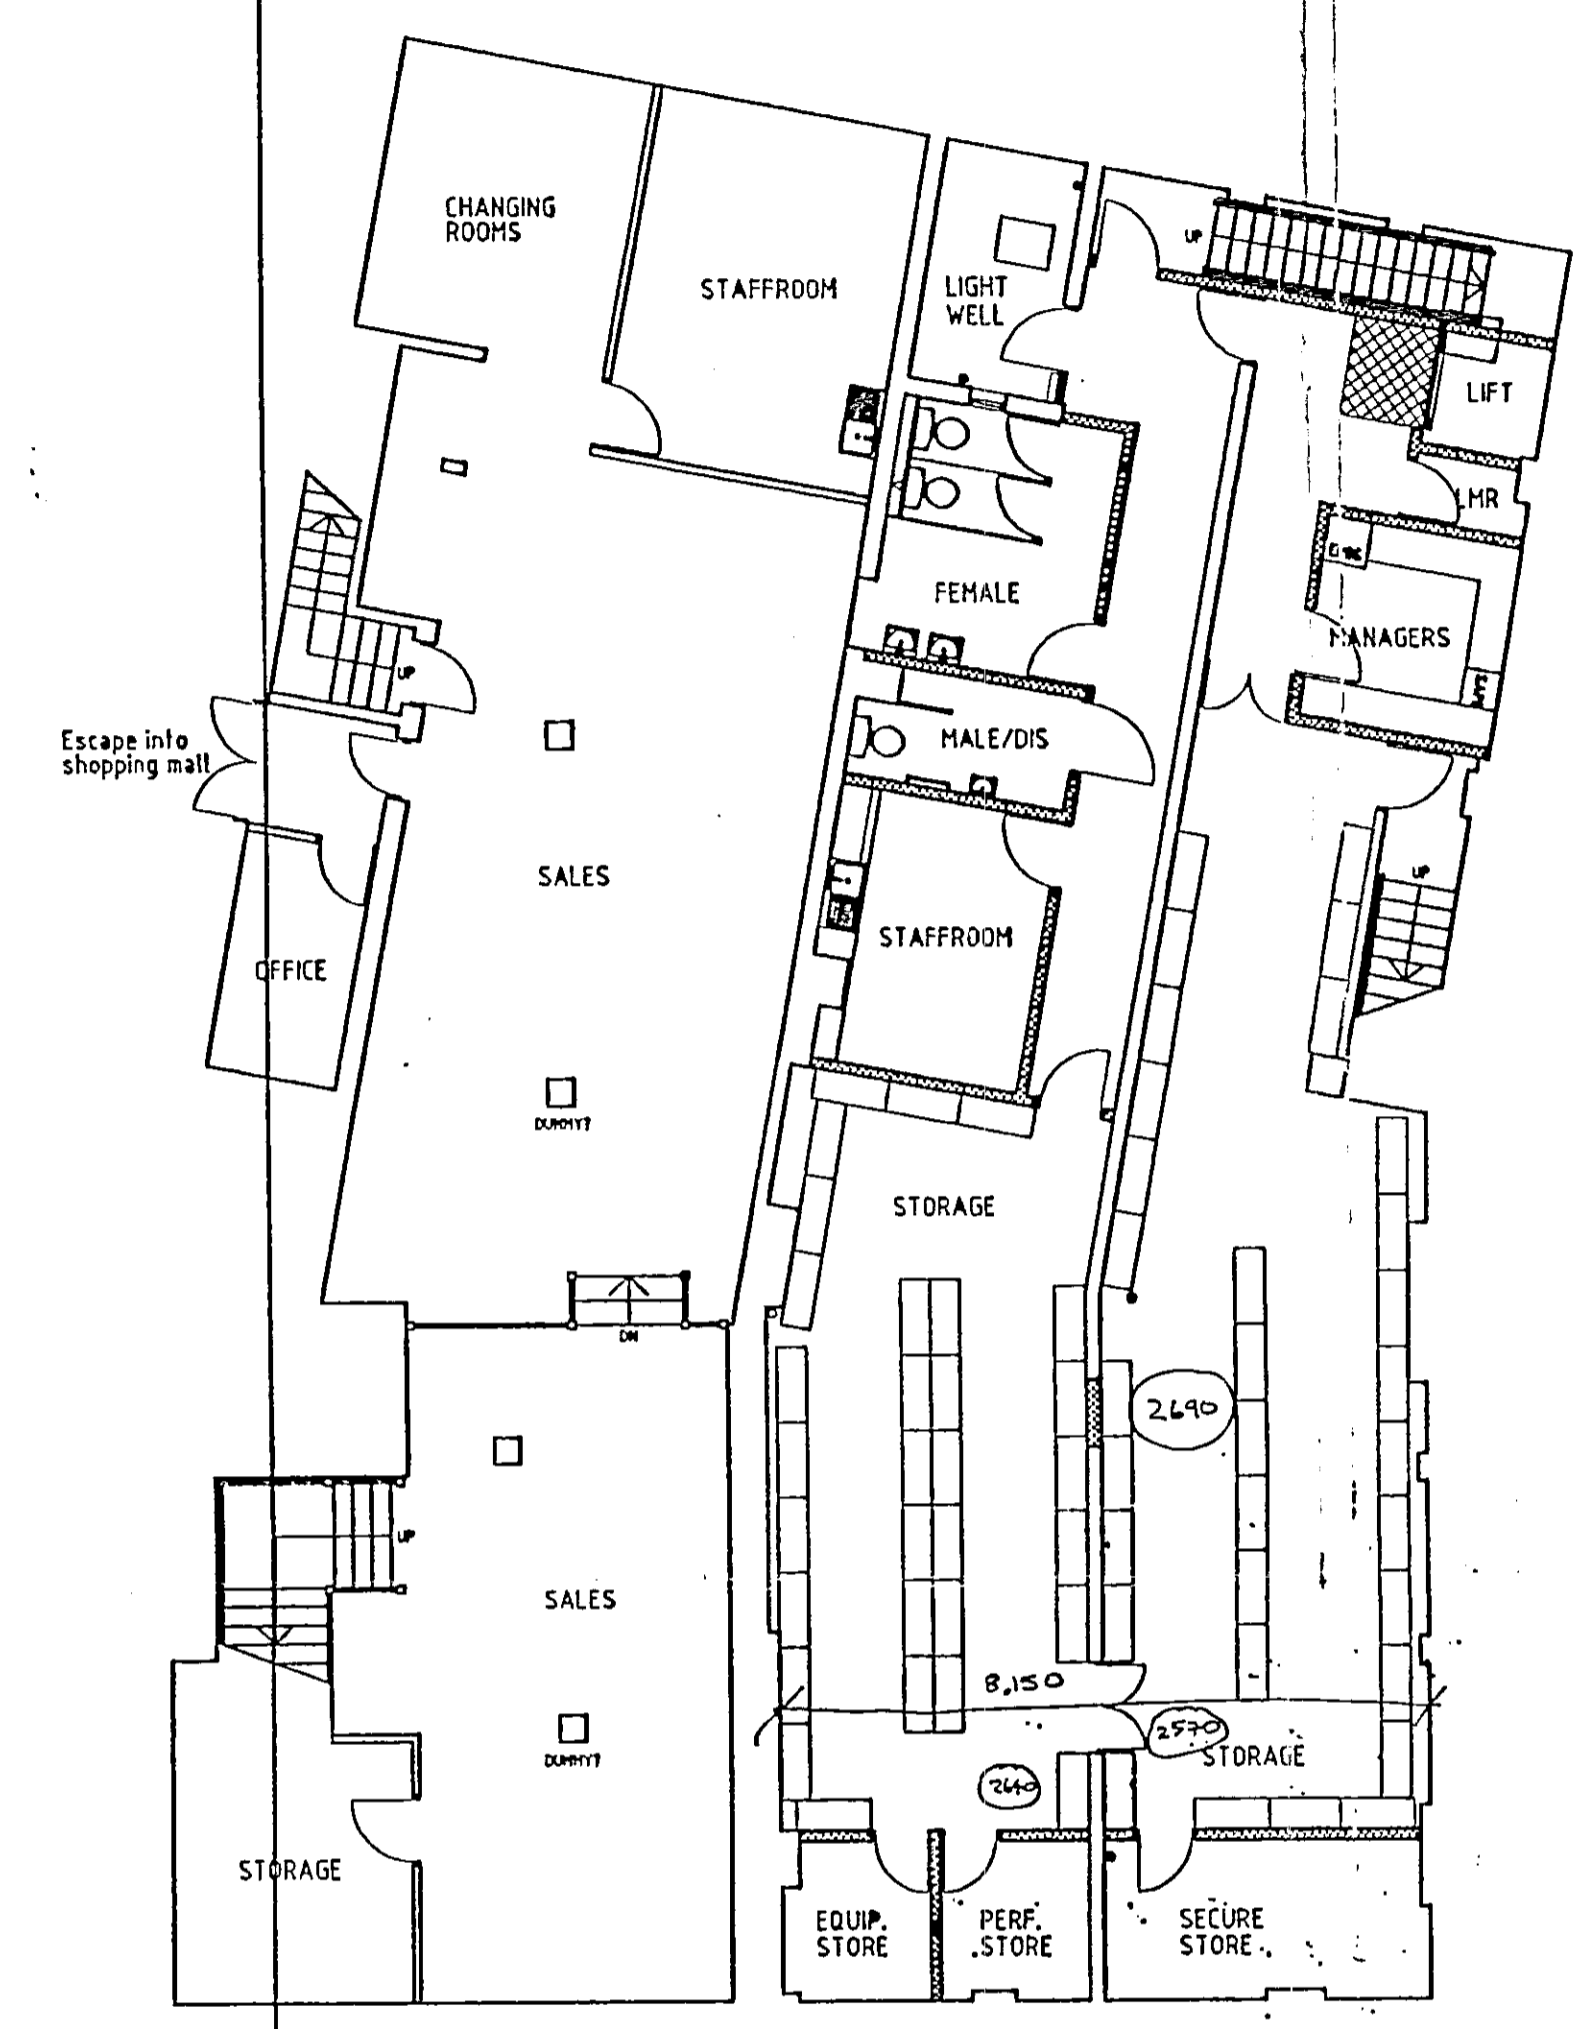 CHANGING
ROOMS
STAFFROOM
LIGHT
WELL
UP
LIFT
LMR
FEMALE
MANAGERS
SAFE
UP
Escape into
shopping mall
MALE/DIS
SALES
UP
STAFFROOM
OFFICE
DUMMY?
STORAGE
DN
2690
UP
SALES
8,150
2570
STORAGE
DUMMY?
2640
STORAGE
EQUIP.
STORE
PERF.
STORE
SECURE
STORE